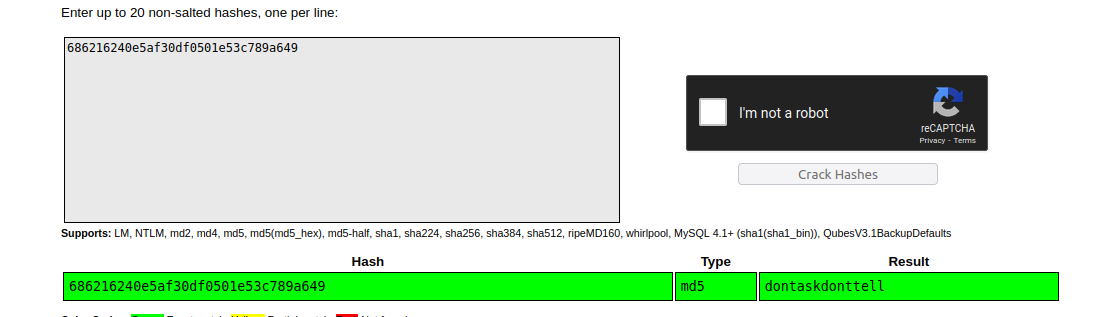 Enter up to 20 non-salted hashes, one per line:
686216240e5af30df0501e53c789a649
I'm not a robot
reCAPTCHA
Privacy - Terms
Crack Hashes
Supports: LM, NTLM, md2, md4, md5, md5(md5_hex), md5-half, sha1, sha224, sha256, sha384, sha512, ripeMD160, whirlpool, MySQL 4.1+ (sha1(sha1_bin)), QubesV3.1BackupDefaults
Hash Type Result
686216240e5af30df0501e53c789a649 md5 dontaskdonttell